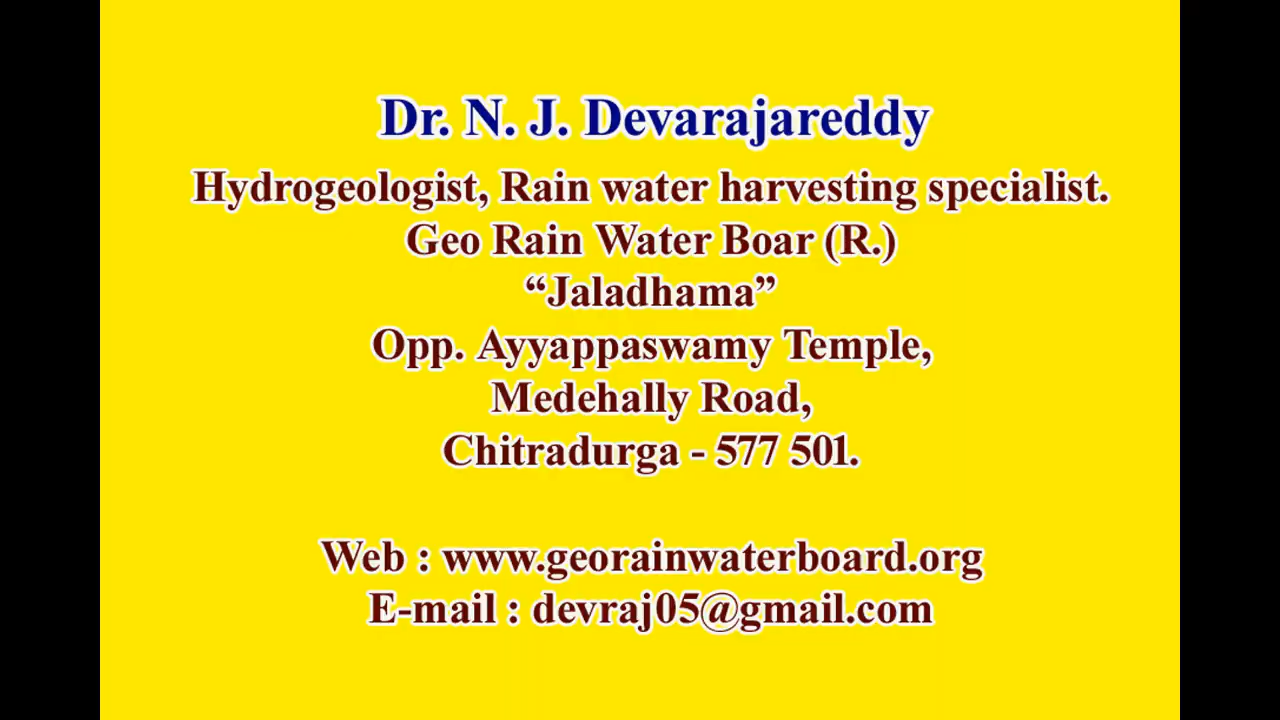 Dr. N. J. Devarajareddy
Hydrogeologist, Rain water harvesting specialist.
Geo Rain Water Boar (R.)
“Jaladhama”
Opp. Ayyappaswamy Temple,
Medehally Road,
Chitradurga - 577 501.
Web : www.georainwaterboard.org
E-mail : devraj05@gmail.com